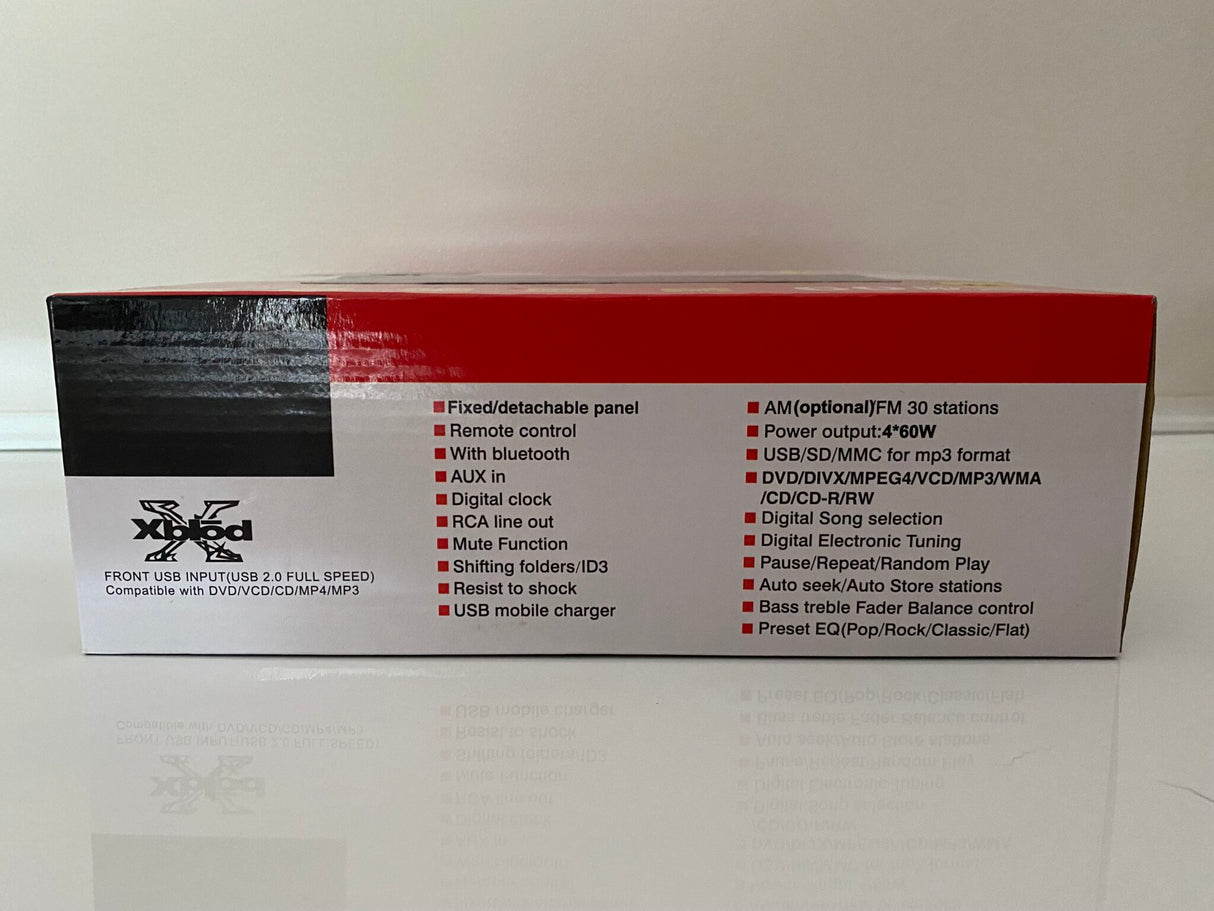 Xblōd
FRONT USB INPUT(USB 2.0 FULL SPEED)
Compatible with DVD/VCD/CD/MP4/MP3
Fixed/detachable panel
Remote control
With bluetooth
AUX in
Digital clock
RCA line out
Mute Function
Shifting folders/ID3
Resist to shock
USB mobile charger
AM(optional)/FM 30 stations
Power output:4*60W
USB/SD/MMC for mp3 format
DVD/DIVX/MPEG4/VCD/MP3/WMA
/CD/CD-R/RW
Digital Song selection
Digital Electronic Tuning
Pause/Repeat/Random Play
Auto seek/Auto Store stations
Bass treble Fader Balance control
Preset EQ(Pop/Rock/Classic/Flat)